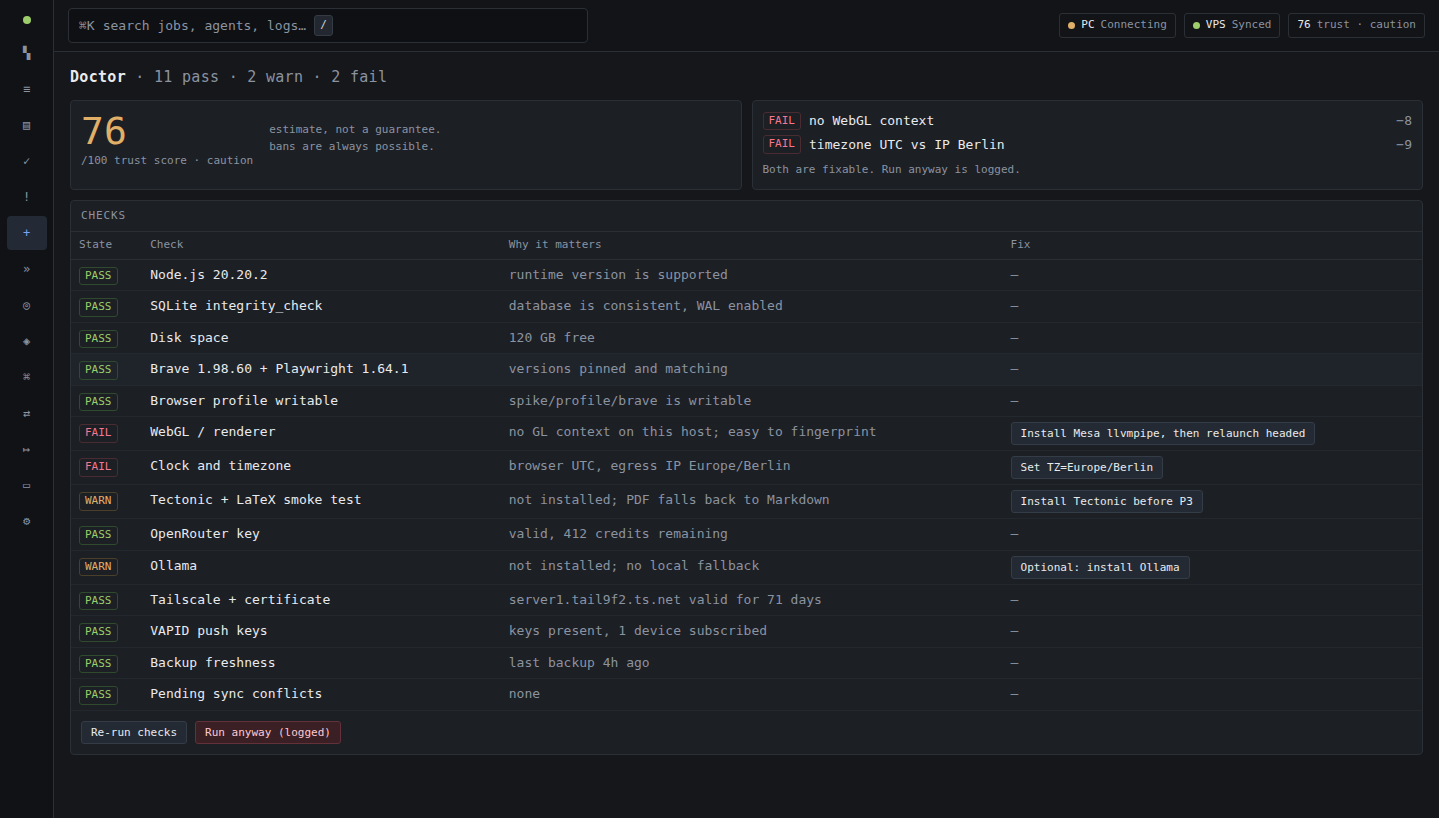 ⌘K search jobs, agents, logs… /
PC Connecting
VPS Synced
76 trust · caution
Doctor · 11 pass · 2 warn · 2 fail
76
/100 trust score · caution
estimate, not a guarantee.
bans are always possible.
FAIL no WebGL context −8
FAIL timezone UTC vs IP Berlin −9
Both are fixable. Run anyway is logged.
CHECKS
State Check Why it matters Fix
PASS Node.js 20.20.2 runtime version is supported —
PASS SQLite integrity_check database is consistent, WAL enabled —
PASS Disk space 120 GB free —
PASS Brave 1.98.60 + Playwright 1.64.1 versions pinned and matching —
PASS Browser profile writable spike/profile/brave is writable —
FAIL WebGL / renderer no GL context on this host; easy to fingerprint Install Mesa llvmpipe, then relaunch headed
FAIL Clock and timezone browser UTC, egress IP Europe/Berlin Set TZ=Europe/Berlin
WARN Tectonic + LaTeX smoke test not installed; PDF falls back to Markdown Install Tectonic before P3
PASS OpenRouter key valid, 412 credits remaining —
WARN Ollama not installed; no local fallback Optional: install Ollama
PASS Tailscale + certificate server1.tail9f2.ts.net valid for 71 days —
PASS VAPID push keys keys present, 1 device subscribed —
PASS Backup freshness last backup 4h ago —
PASS Pending sync conflicts none —
Re-run checks Run anyway (logged)